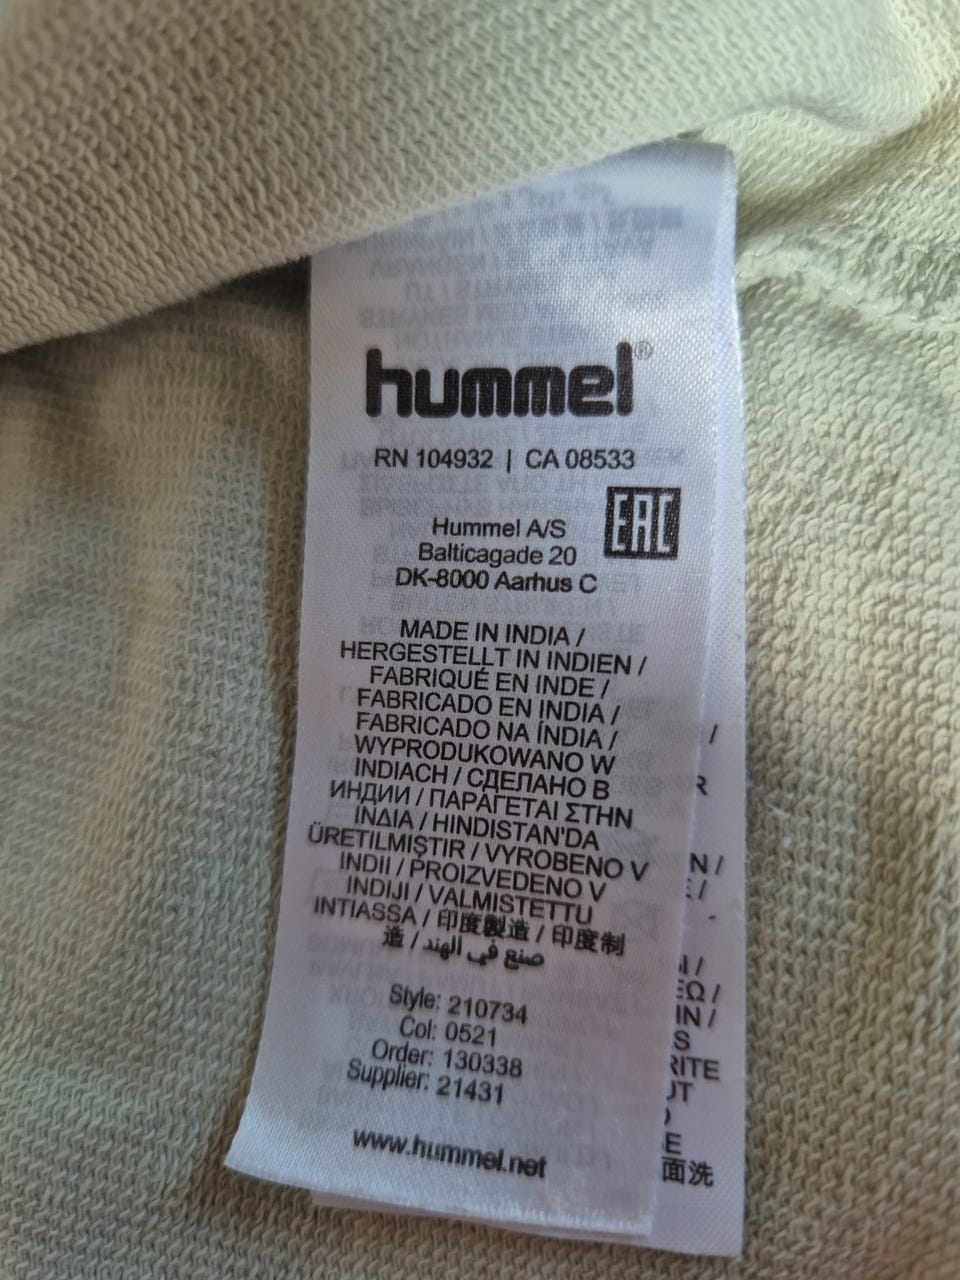 hummel®
RN 104932 | CA 08533
EAC
Hummel A/S
Balticagade 20
DK-8000 Aarhus C
MADE IN INDIA /
HERGESTELLT IN INDIEN /
FABRIQUÉ EN INDE /
FABRICADO EN INDIA /
FABRICADO NA ÍNDIA /
WYPRODUKOWANO W
INDIACH / СДЕЛАНО В
ИНДИИ / ΠΑΡΑΓΕΤΑΙ ΣΤΗΝ
ΙΝΔΙΑ / HINDISTAN'DA
ÜRETILMIŞTIR / VYROBENO V
INDII / PROIZVEDENO V
INDIJI / VALMISTETTU
INTIASSA / 印度製造 / 印度制
造 / صنع في الهند
Style: 210734
Col: 0521
Order: 130338
Supplier: 21431
www.hummel.net
面洗